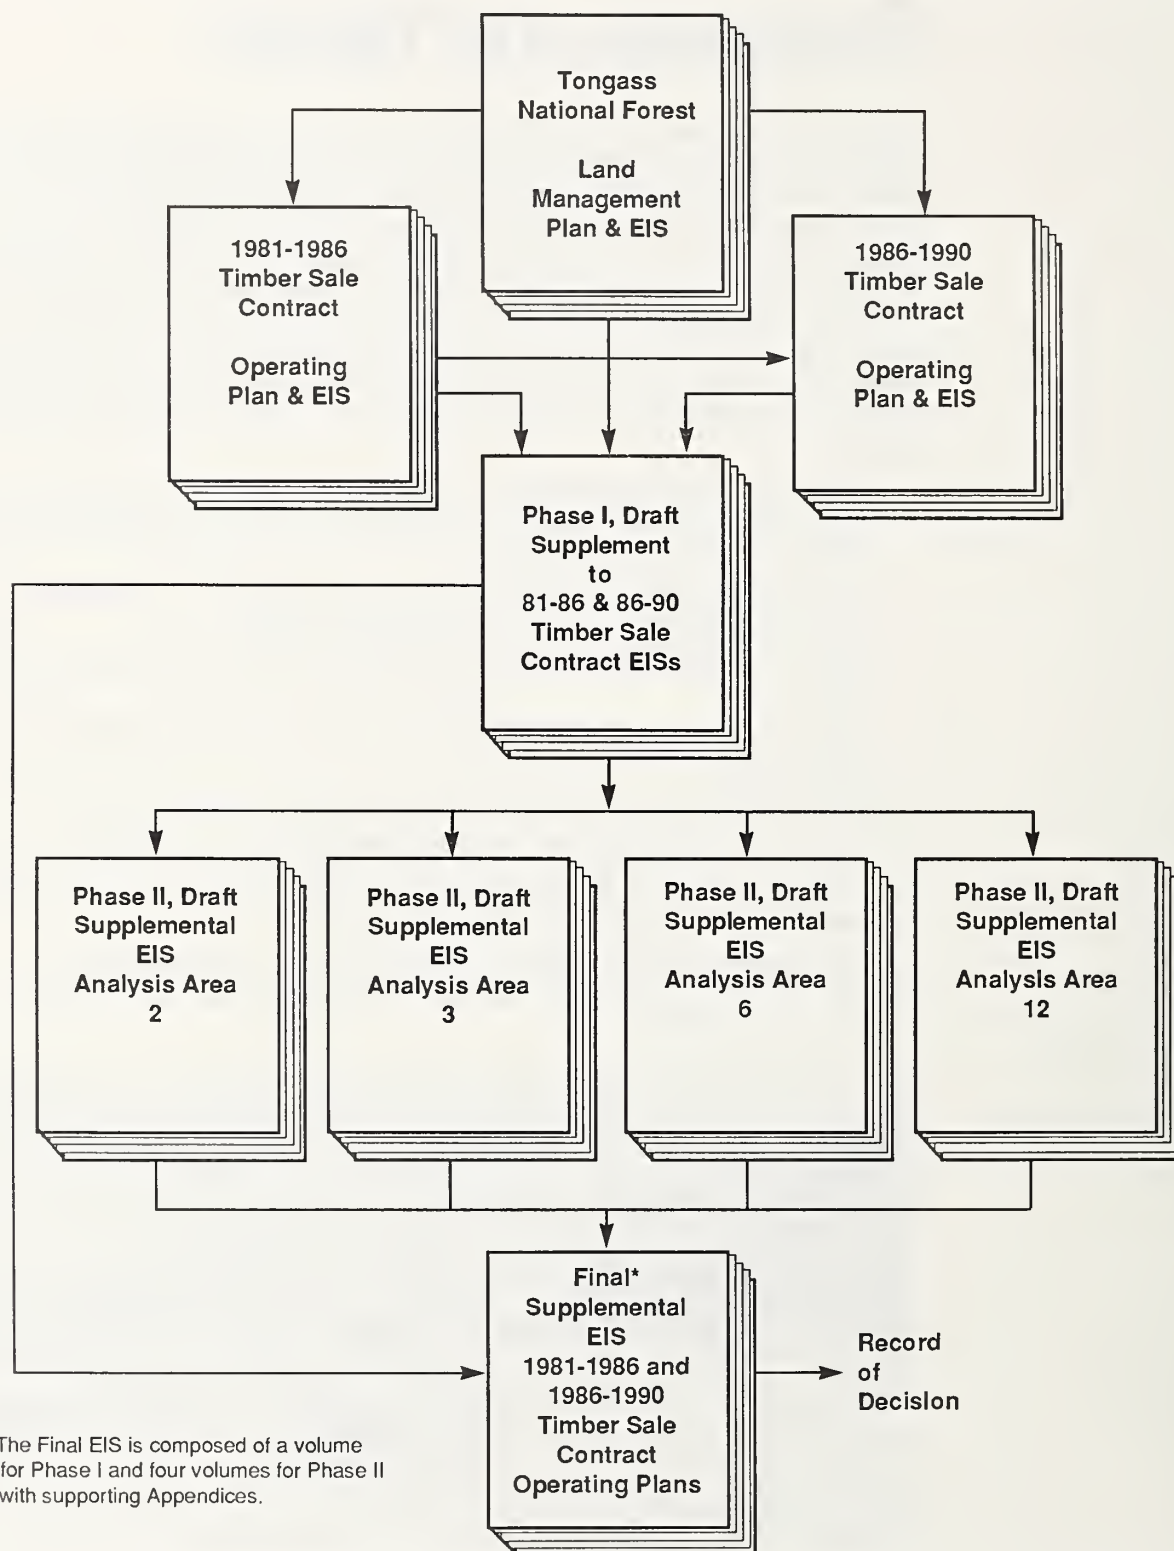 Tongass
National Forest
Land
Management
Plan & EIS
1981-1986
Timber Sale
Contract
Operating
Plan & EIS
1986-1990
Timber Sale
Contract
Operating
Plan & EIS
Phase I, Draft
Supplement
to
81-86 & 86-90
Timber Sale
Contract EISs
Phase II, Draft
Supplemental
EIS
Analysis Area
2
Phase II, Draft
Supplemental
EIS
Analysis Area
3
Phase II, Draft
Supplemental
EIS
Analysis Area
6
Phase II, Draft
Supplemental
EIS
Analysis Area
12
Final*
Supplemental
EIS
1981-1986 and
1986-1990
Timber Sale
Contract
Operating Plans
Record
of
Decision
The Final EIS is composed of a volume
for Phase I and four volumes for Phase II
with supporting Appendices.